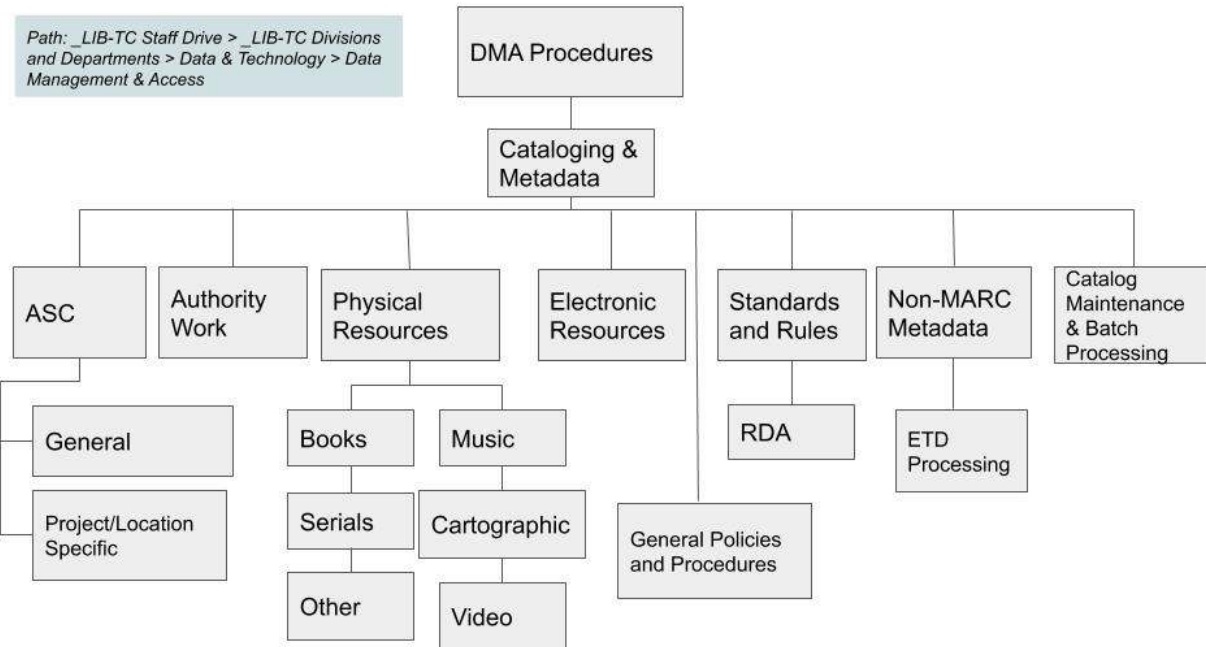 Path: _LIB-TC Staff Drive > _LIB-TC Divisions
and Departments > Data & Technology > Data
Management & Access
DMA Procedures
Cataloging &
Metadata
ASC
Authority
Work
Physical
Resources
Electronic
Resources
Standards
and Rules
Non-MARC
Metadata
Catalog
Maintenance
& Batch
Processing
General
Project/Location
Specific
Books
Serials
Other
Music
Cartographic
Video
General Policies
and Procedures
RDA
ETD
Processing